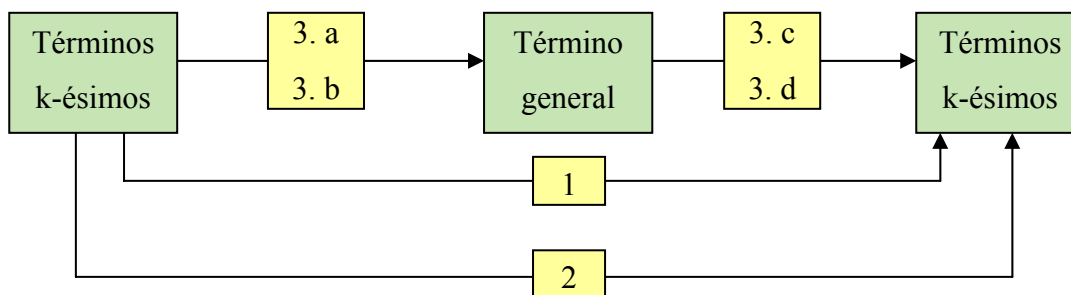 Términos
k-ésimos
3. a
3. b
Término
general
3. c
3. d
Términos
k-ésimos
1
2